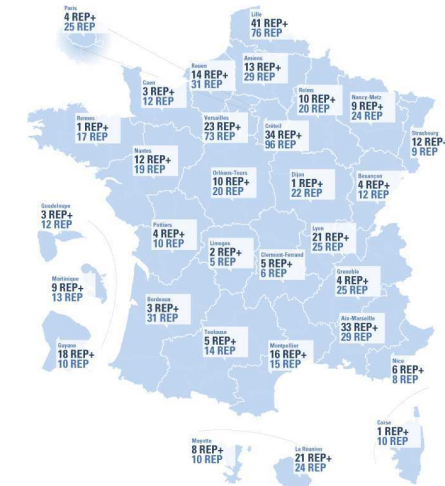 Paris
4 REP+
25 REP
Lille
41 REP+
76 REP
Amiens
13 REP+
29 REP
Rouen
14 REP+
31 REP
Caen
3 REP+
12 REP
Reims
10 REP+
20 REP
Nancy-Metz
9 REP+
24 REP
Strasbourg
12 REP+
9 REP
Rennes
1 REP+
17 REP
Versailles
23 REP+
73 REP
Créteil
34 REP+
96 REP
Nantes
12 REP+
19 REP
Orléans-Tours
10 REP+
20 REP
Dijon
1 REP+
22 REP
Besançon
4 REP+
12 REP
Guadeloupe
3 REP+
12 REP
Poitiers
4 REP+
10 REP
Limoges
2 REP+
5 REP
Clermont-Ferrand
5 REP+
6 REP
Lyon
21 REP+
25 REP
Grenoble
4 REP+
25 REP
Martinique
9 REP+
13 REP
Bordeaux
3 REP+
31 REP
Aix-Marseille
33 REP+
29 REP
Guyane
18 REP+
10 REP
Toulouse
5 REP+
14 REP
Montpellier
16 REP+
15 REP
Nice
6 REP+
8 REP
Corse
1 REP+
10 REP
Mayotte
8 REP+
10 REP
La Réunion
21 REP+
24 REP